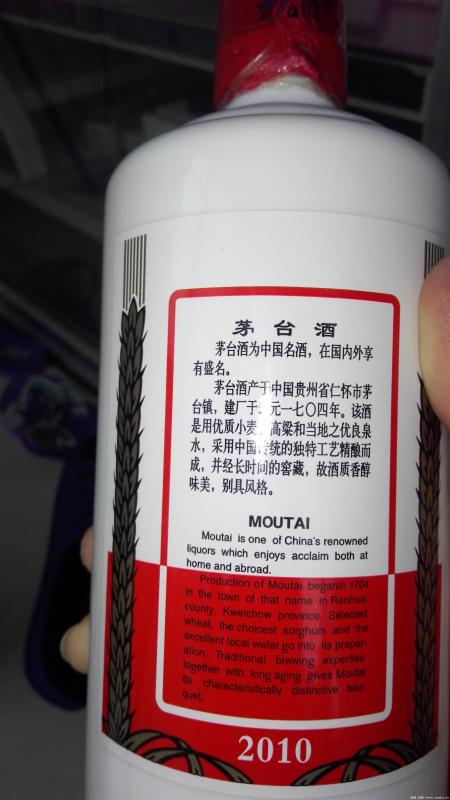 茅台酒
茅台酒为中国名酒，在国内外享
有盛名。
茅台酒产于中国贵州省仁怀市茅
台镇，建厂于 元一七〇四年。该酒
是用优质小麦、高粱和当地之优良泉
水，采用中国传统的独特工艺精酿而
成，并经长时间的窖藏，故酒质香醇
味美，别具风格。
MOUTAI
Moutai is one of China's renowned
liquors which enjoys acclaim both at
home and abroad.
Production of Moutai beganin 1704
in the town of that name in Renhuai
county, Kweichow province. Selected
wheat, the choicest sorghum and the
excellent local water go into its prepar-
ation. Traditional brewing expertise
together with long aging gives Moutai
its characteristically distinctive bou-
quet.
2010